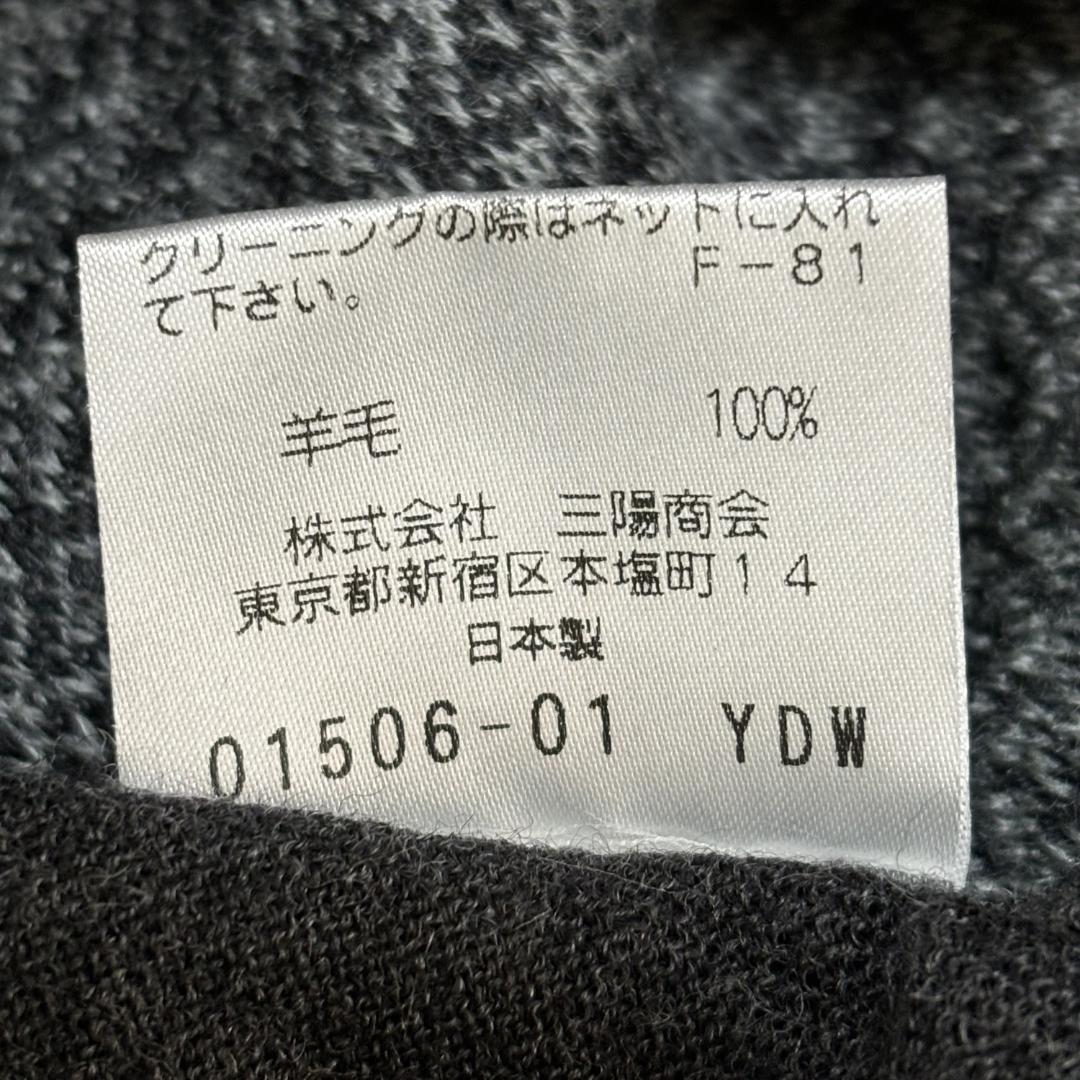 クリーニングの際はネットに入れ
て下さい。 F-81
羊毛 100%
株式会社 三陽商会
東京都新宿区本塩町14
日本製
01506-01 YDW